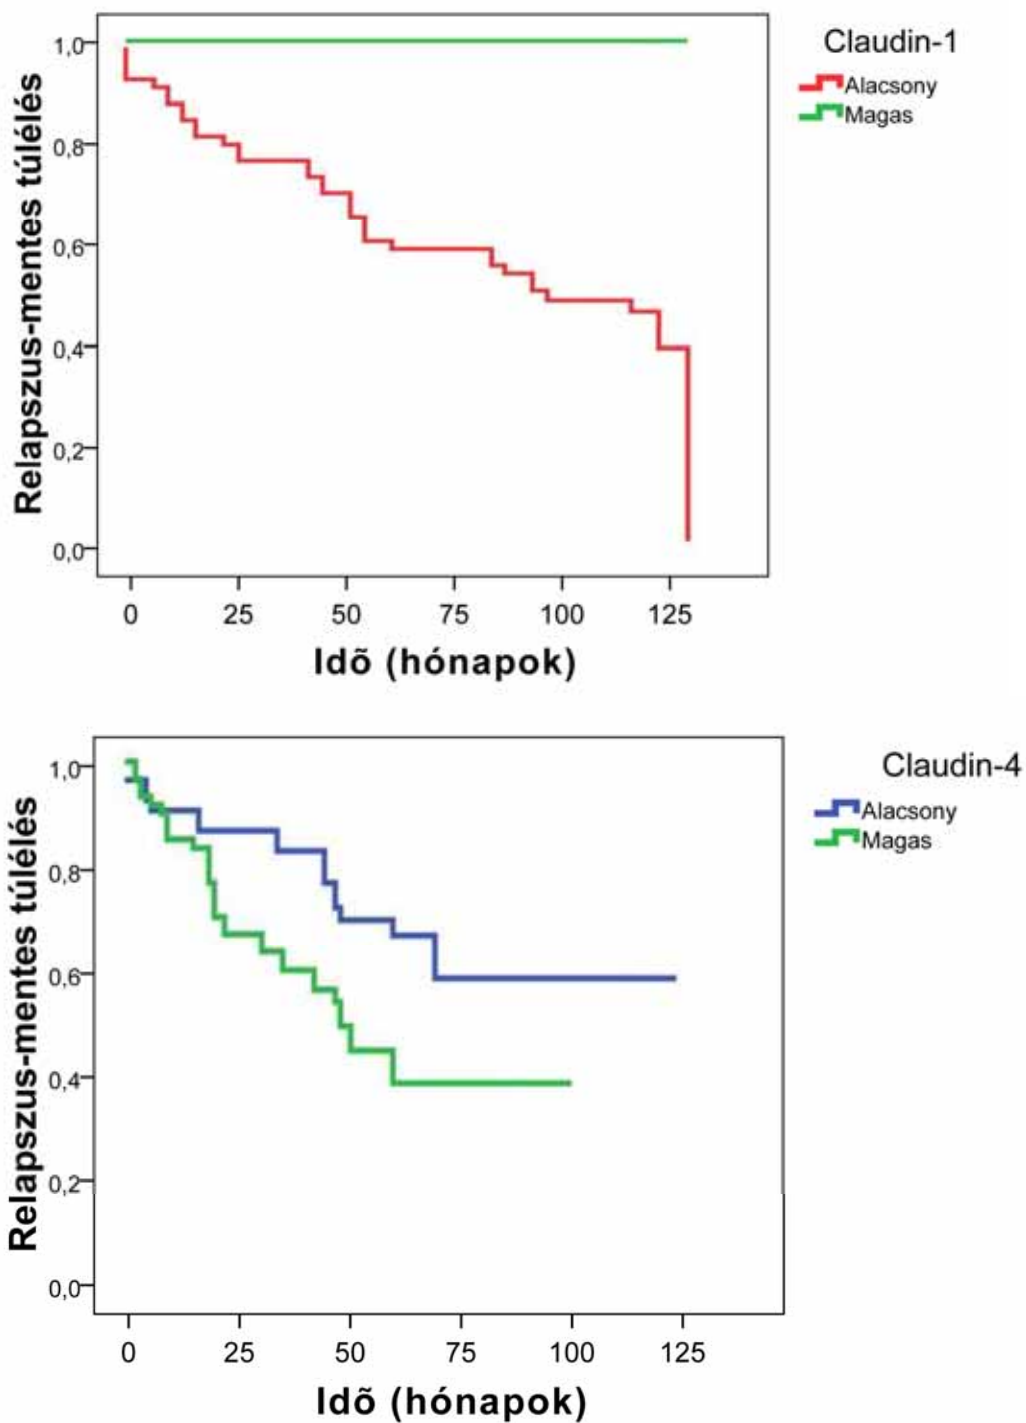 Claudin-1
Alacsony
Magas
Relapszus-mentes túlélés
1,0
0,8
0,6
0,4
0,2
0,0
0 25 50 75 100 125
Idõ (hónapok)
Claudin-4
Alacsony
Magas
Relapszus-mentes túlélés
1,0
0,8
0,6
0,4
0,2
0,0
0 25 50 75 100 125
Idõ (hónapok)